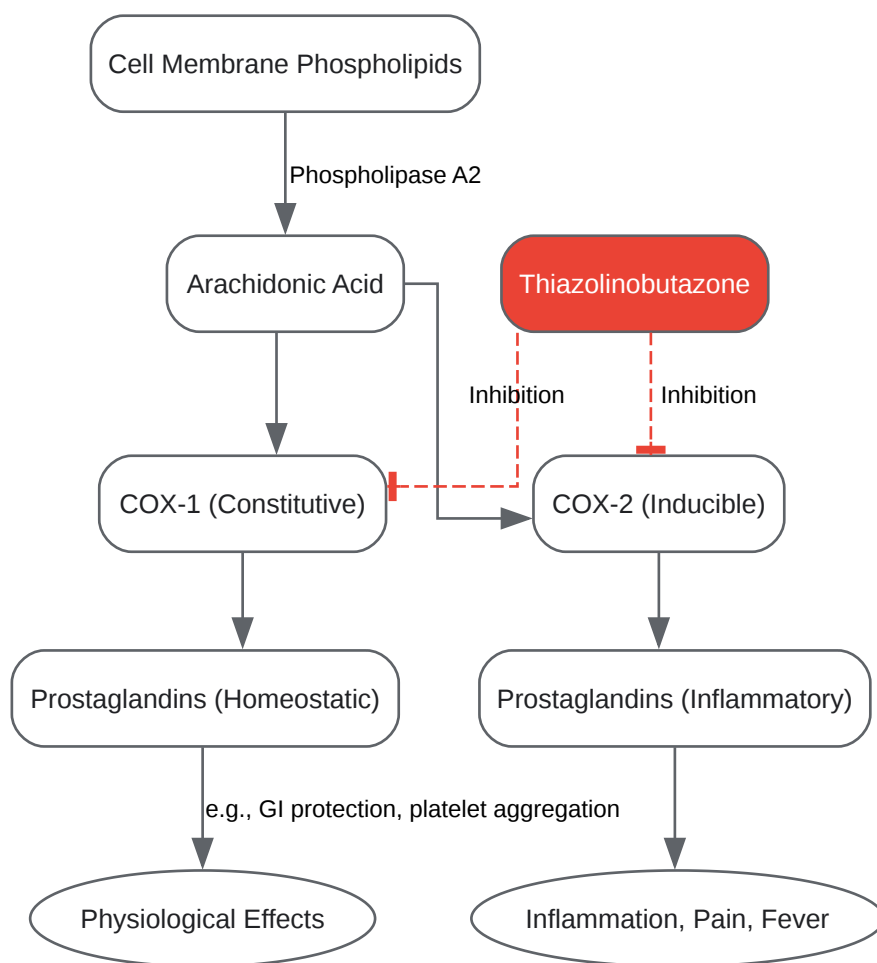 Cell Membrane Phospholipids
Phospholipase A2
Arachidonic Acid
Thiazolinobutazone
Inhibition
Inhibition
COX-1 (Constitutive)
COX-2 (Inducible)
Prostaglandins (Homeostatic)
Prostaglandins (Inflammatory)
e.g., GI protection, platelet aggregation
Physiological Effects
Inflammation, Pain, Fever